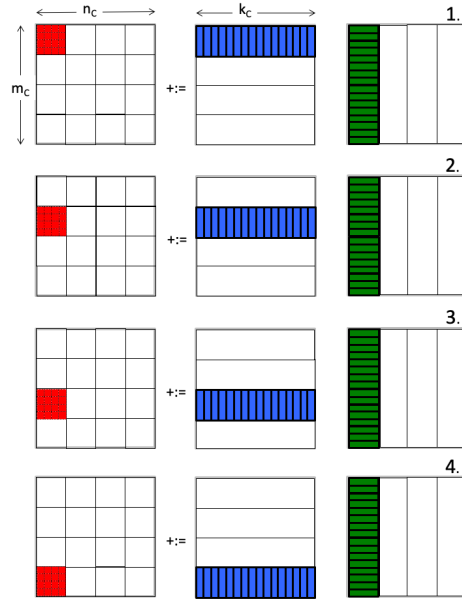 n_C
k_C
1.
m_C
+:=
2.
+:=
3.
+:=
4.
+:=